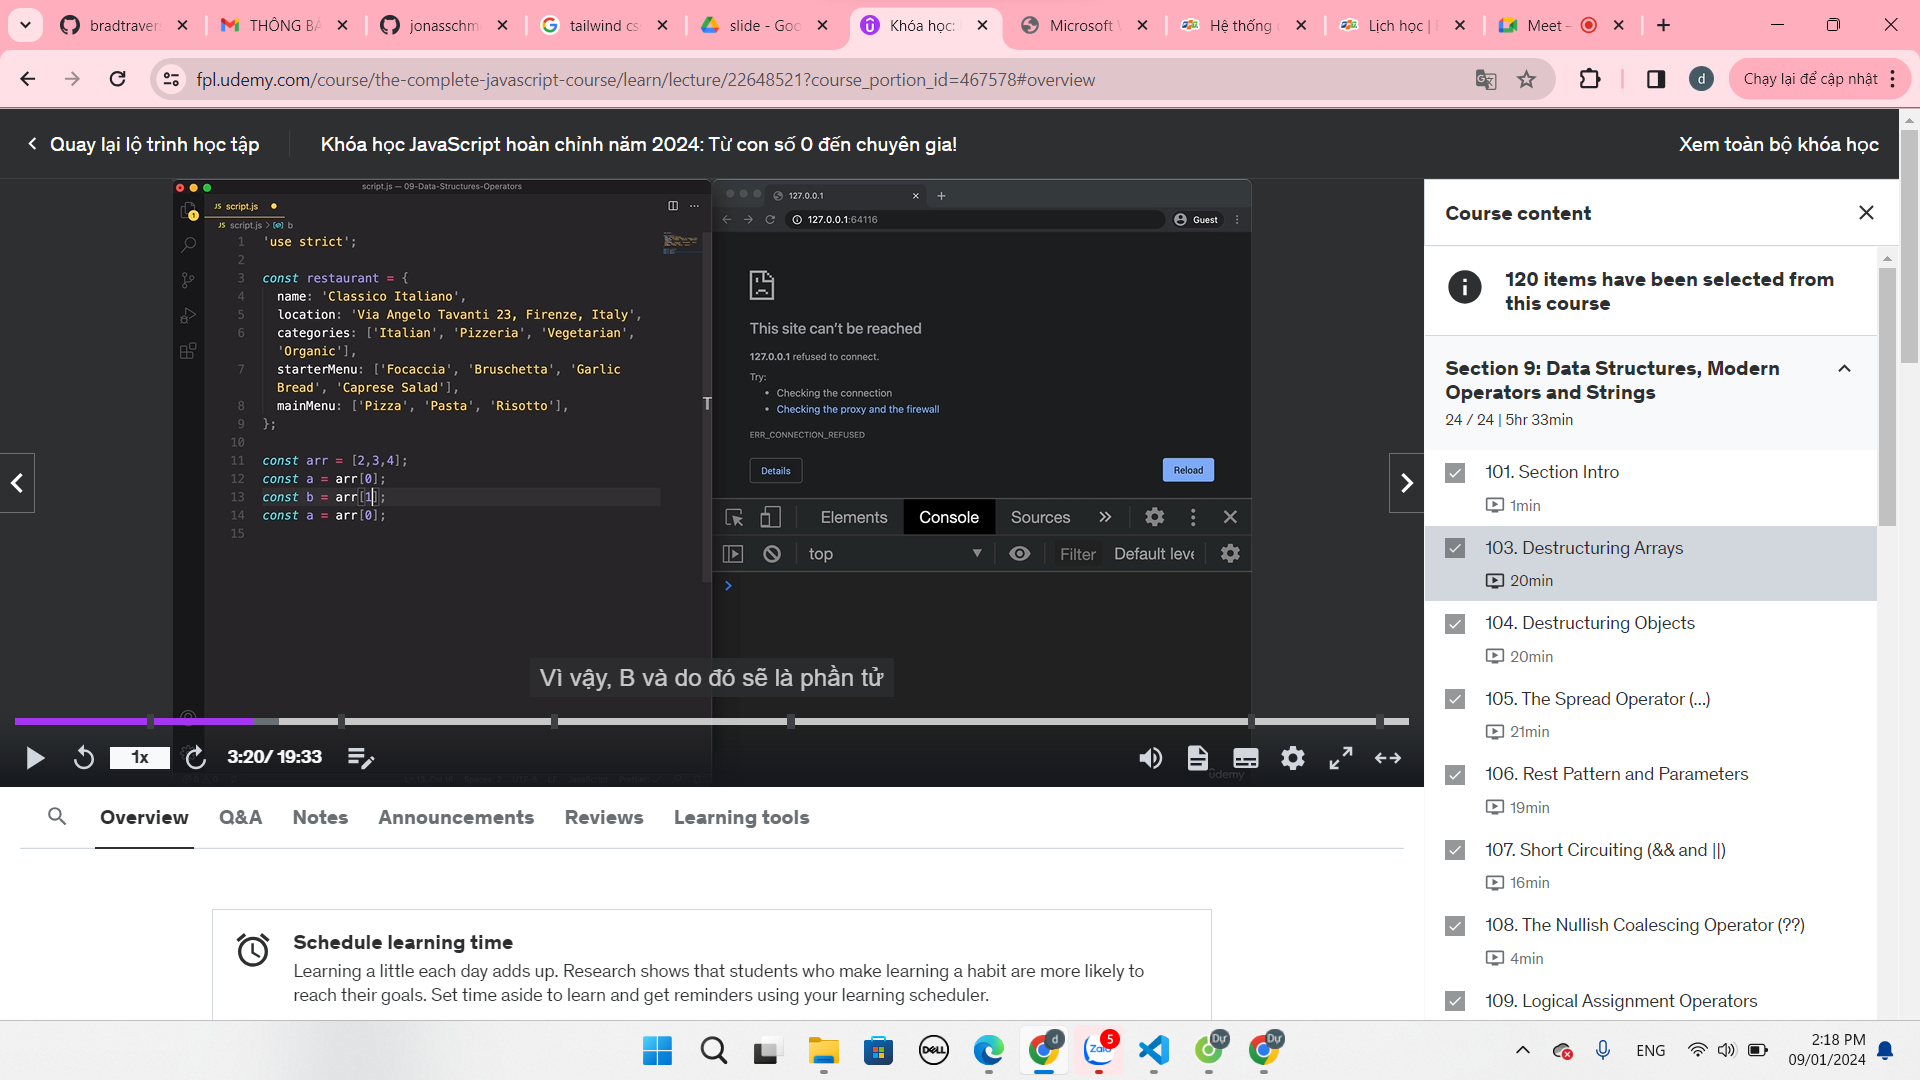 bradtraver
THÔNG BÁ
jonasschm
tailwind cs
slide - Goo
Khóa học:
Microsoft
Hệ thống
Lịch học |
Meet -
fpl.udemy.com/course/the-complete-javascript-course/learn/lecture/22648521?course_portion_id=467578#overview
d
Chạy lại để cập nhật
Quay lại lộ trình học tập
Khóa học JavaScript hoàn chỉnh năm 2024: Từ con số 0 đến chuyên gia!
Xem toàn bộ khóa học
script.js — 09-Data-Structures-Operators
JS script.js
JS script.js > b
1 'use strict';
2
3 const restaurant = {
4 name: 'Classico Italiano',
5 location: 'Via Angelo Tavanti 23, Firenze, Italy',
6 categories: ['Italian', 'Pizzeria', 'Vegetarian',
'Organic'],
7 starterMenu: ['Focaccia', 'Bruschetta', 'Garlic
Bread', 'Caprese Salad'],
8 mainMenu: ['Pizza', 'Pasta', 'Risotto'],
9 };
10
11 const arr = [2,3,4];
12 const a = arr[0];
13 const b = arr[1];
14 const a = arr[0];
15
127.0.0.1
127.0.0.1:64116
Guest
This site can't be reached
127.0.0.1 refused to connect.
Try:
• Checking the connection
• Checking the proxy and the firewall
ERR_CONNECTION_REFUSED
Details
Reload
Elements
Console
Sources
top
Filter
Default leve
Vì vậy, B và do đó sẽ là phần tử
1x
3:20/ 19:33
udemy
Course content
120 items have been selected from
this course
Section 9: Data Structures, Modern
Operators and Strings
24 / 24 | 5hr 33min
101. Section Intro
1min
103. Destructuring Arrays
20min
104. Destructuring Objects
20min
105. The Spread Operator (...)
21min
106. Rest Pattern and Parameters
19min
107. Short Circuiting (&& and ||)
16min
108. The Nullish Coalescing Operator (??)
4min
109. Logical Assignment Operators
Overview
Q&A
Notes
Announcements
Reviews
Learning tools
Schedule learning time
Learning a little each day adds up. Research shows that students who make learning a habit are more likely to
reach their goals. Set time aside to learn and get reminders using your learning scheduler.
DELL
d
Zalo
5
Dự
Dự
ENG
2:18 PM
09/01/2024